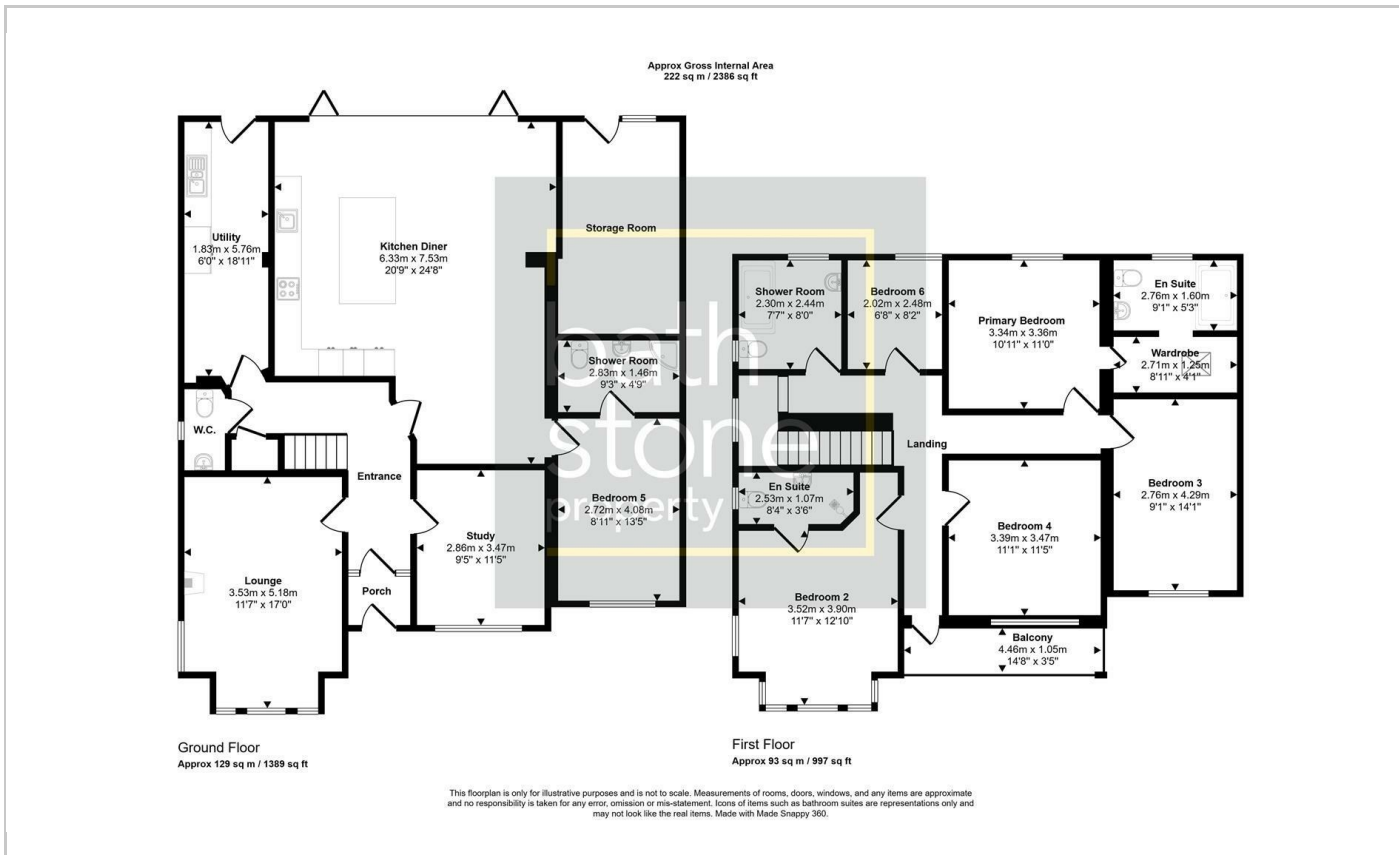 Approx Gross Internal Area
222 sq m / 2386 sq ft
Utility
1.83m x 5.76m
6'0" x 18'11"
Kitchen Diner
6.33m x 7.53m
20'9" x 24'8"
Storage Room
Shower Room
2.83m x 1.46m
9'3" x 4'9"
W.C.
Entrance
Bedroom 5
2.72m x 4.08m
8'11" x 13'5"
Study
2.86m x 3.47m
9'5" x 11'5"
Lounge
3.53m x 5.18m
11'7" x 17'0"
Porch
Ground Floor
Approx 129 sq m / 1389 sq ft
bath
stone
property
Shower Room
2.30m x 2.44m
7'7" x 8'0"
Bedroom 6
2.02m x 2.48m
6'8" x 8'2"
Primary Bedroom
3.34m x 3.36m
10'11" x 11'0"
En Suite
2.76m x 1.60m
9'1" x 5'3"
Wardrobe
2.71m x 1.25m
8'11" x 4'1"
Landing
En Suite
2.53m x 1.07m
8'4" x 3'6"
Bedroom 3
2.76m x 4.29m
9'1" x 14'1"
Bedroom 4
3.39m x 3.47m
11'1" x 11'5"
Bedroom 2
3.52m x 3.90m
11'7" x 12'10"
Balcony
4.46m x 1.05m
14'8" x 3'5"
First Floor
Approx 93 sq m / 997 sq ft
This floorplan is only for illustrative purposes and is not to scale. Measurements of rooms, doors, windows, and any items are approximate
and no responsibility is taken for any error, omission or mis-statement. Icons of items such as bathroom suites are representations only and
may not look like the real items. Made with Made Snappy 360.